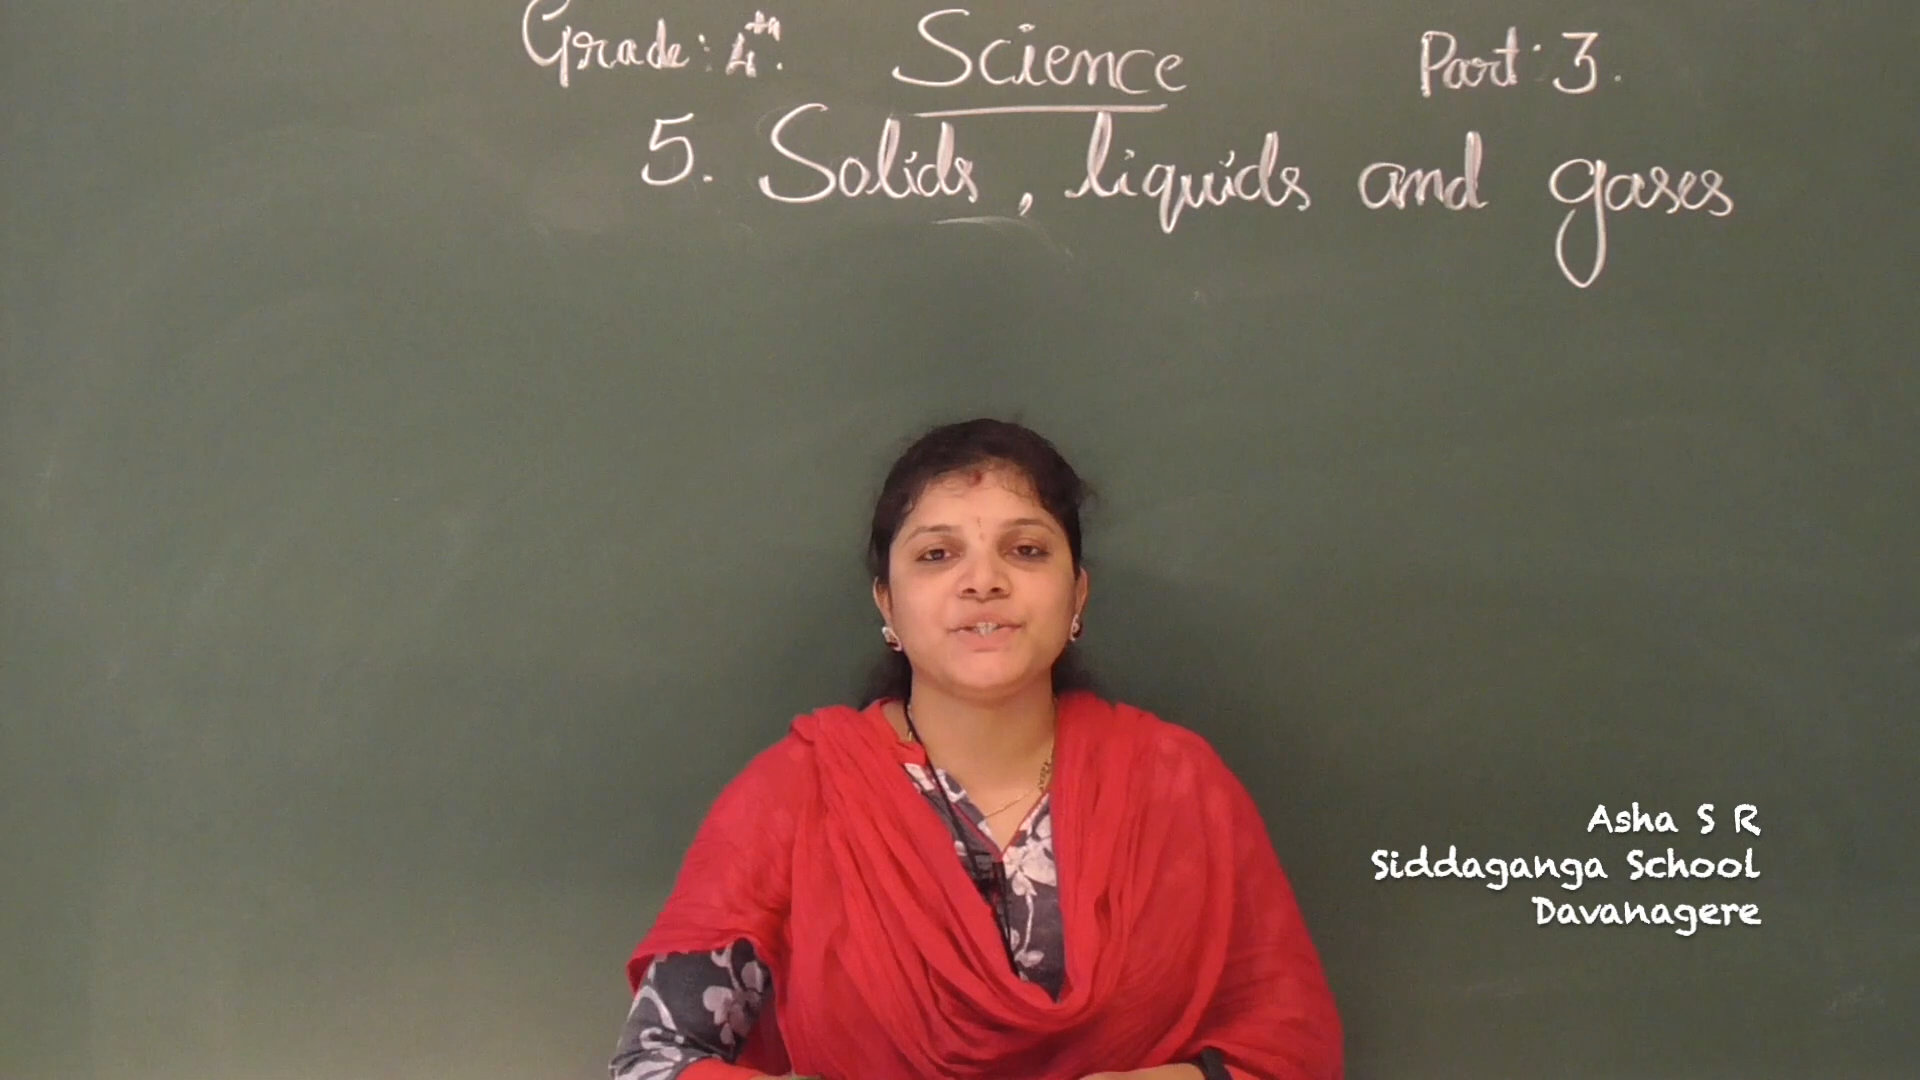 Grade: 4th. Science Part: 3.
5. Solids, liquids and gases
Asha S R
Siddaganga School
Davanagere